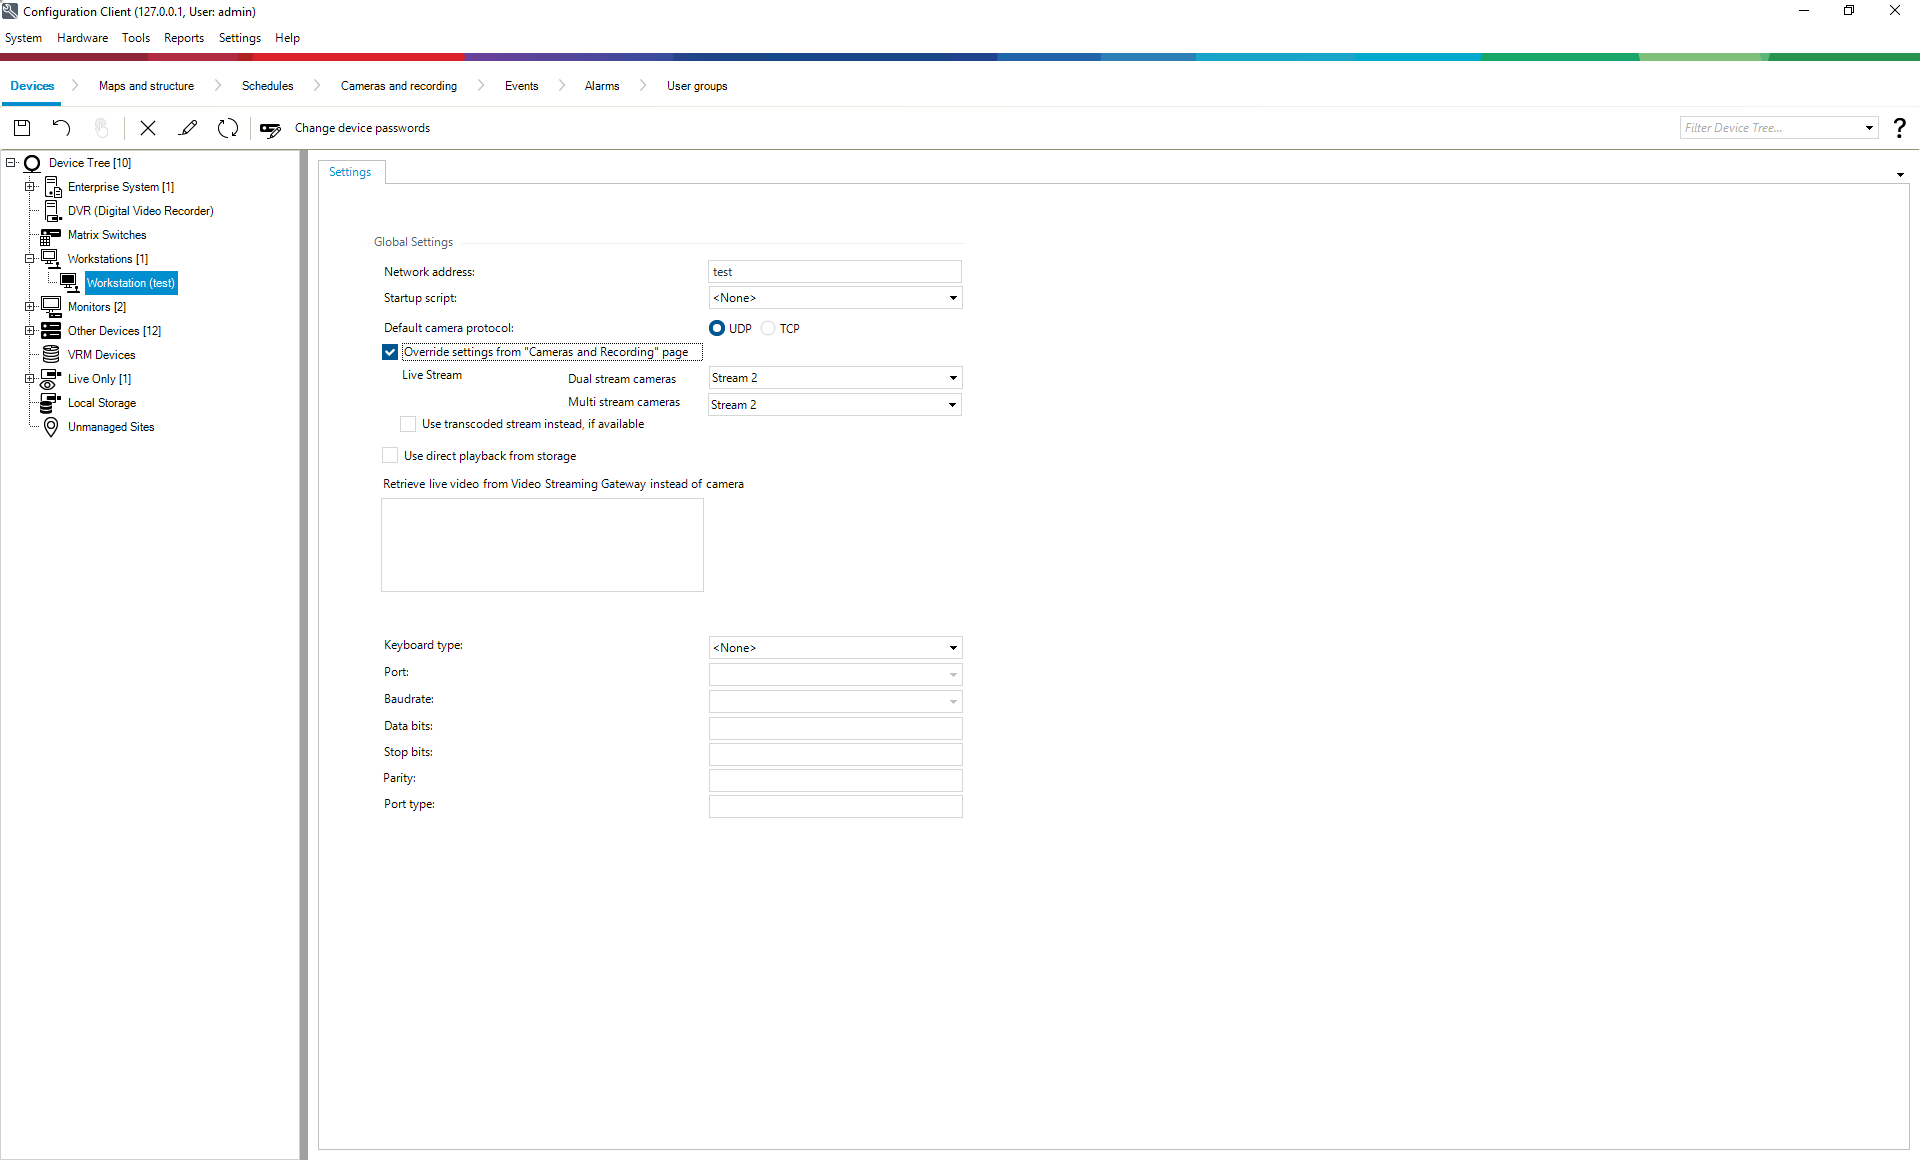 Configuration Client (127.0.0.1, User: admin)
System Hardware Tools Reports Settings Help
Devices Maps and structure Schedules Cameras and recording Events Alarms User groups
Change device passwords Filter Device Tree... ?
Device Tree [10]
Enterprise System [1]
DVR (Digital Video Recorder)
Matrix Switches
Workstations [1]
Workstation (test)
Monitors [2]
Other Devices [12]
VRM Devices
Live Only [1]
Local Storage
Unmanaged Sites
Settings
Global Settings
Network address: test
Startup script: <None>
Default camera protocol: UDP TCP
Override settings from "Cameras and Recording" page
Live Stream Dual stream cameras Stream 2
Multi stream cameras Stream 2
Use transcoded stream instead, if available
Use direct playback from storage
Retrieve live video from Video Streaming Gateway instead of camera
Keyboard type: <None>
Port:
Baudrate:
Data bits:
Stop bits:
Parity:
Port type: